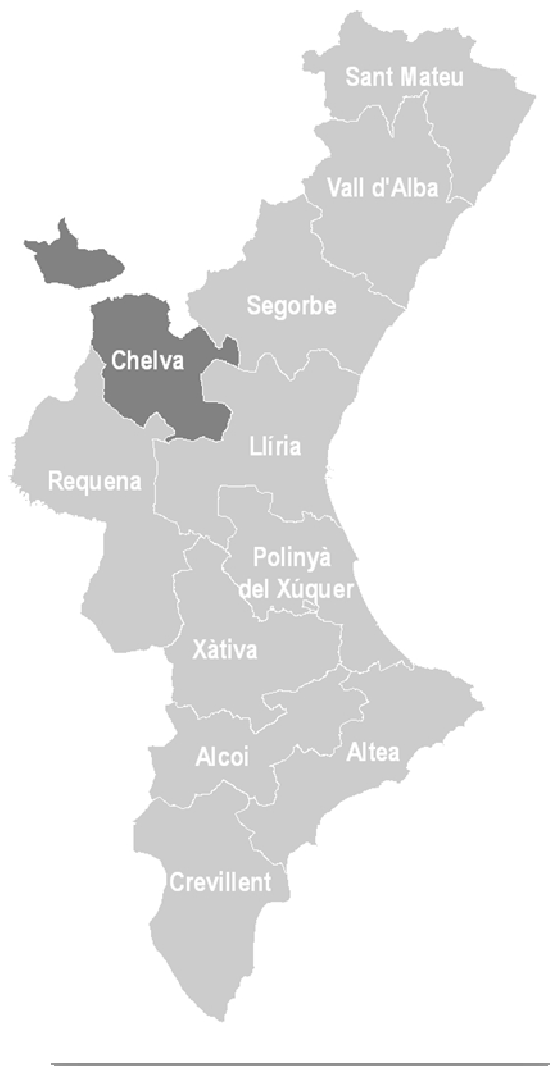 Sant Mateu
Vall d'Alba
Segorbe
Chelva
Llíria
Requena
Polinyà
del Xúquer
Xàtiva
Alcoi
Altea
Crevillent